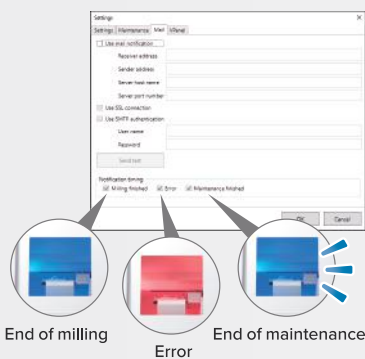 Settings
Settings Maintenance Mail VPanel
Use mail notification
Receiver address
Sender address
Server host name
Server port number
Use SSL connection
Use SMTP authentication
User name
Password
Send test
Notification timing
Milling finished Error Maintenance finished
OK Cancel
End of milling
Error
End of maintenance